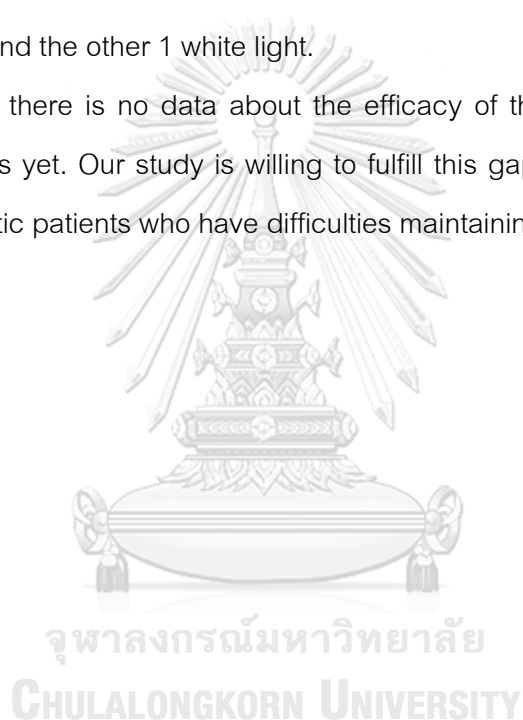 nd the other 1 white light.
there is no data about the efficacy of th
s yet. Our study is willing to fulfill this gap
tic patients who have difficulties maintainin
จุฬาลงกรณ์มหาวิทยาลัย
CHULALONGKORN UNIVERSITY